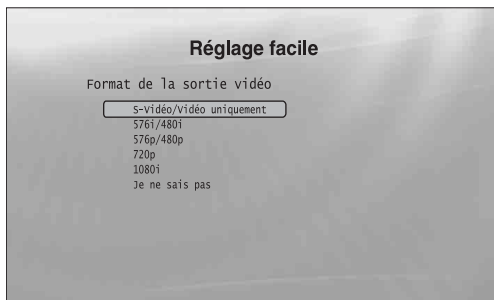 Réglage facile
Format de la sortie vidéo
S-Vidéo/Vidéo uniquement
576i/480i
576p/480p
720p
1080i
Je ne sais pas